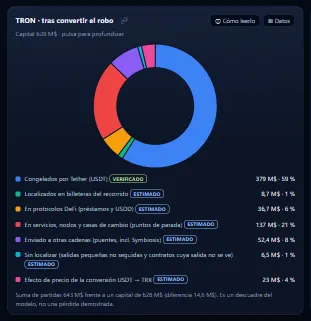 TRON · tras convertir el robo
Cómo leerlo
Datos
Capital 628 M$ · pulsa para profundizar
Congelados por Tether (USDT) VERIFICADO 379 M$ · 59 %
Localizados en billeteras del recorrido ESTIMADO 8,7 M$ · 1 %
En protocolos DeFi (préstamos y USDD) ESTIMADO 36,7 M$ · 6 %
En servicios, nodos y casas de cambio (puntos de parada) ESTIMADO 137 M$ · 21 %
Enviado a otras cadenas (puentes, incl. Symbiosis) ESTIMADO 52,4 M$ · 8 %
Sin localizar (salidas pequeñas no seguidas y contratos cuya salida no se ve) 6,5 M$ · 1 %
ESTIMADO
Efecto de precio de la conversión USDT → TRX ESTIMADO 23 M$ · 4 %
Suma de partidas 643 M$ frente a un capital de 628 M$ (diferencia 14,6 M$). Es un descuadre del
modelo, no una pérdida demostrada.